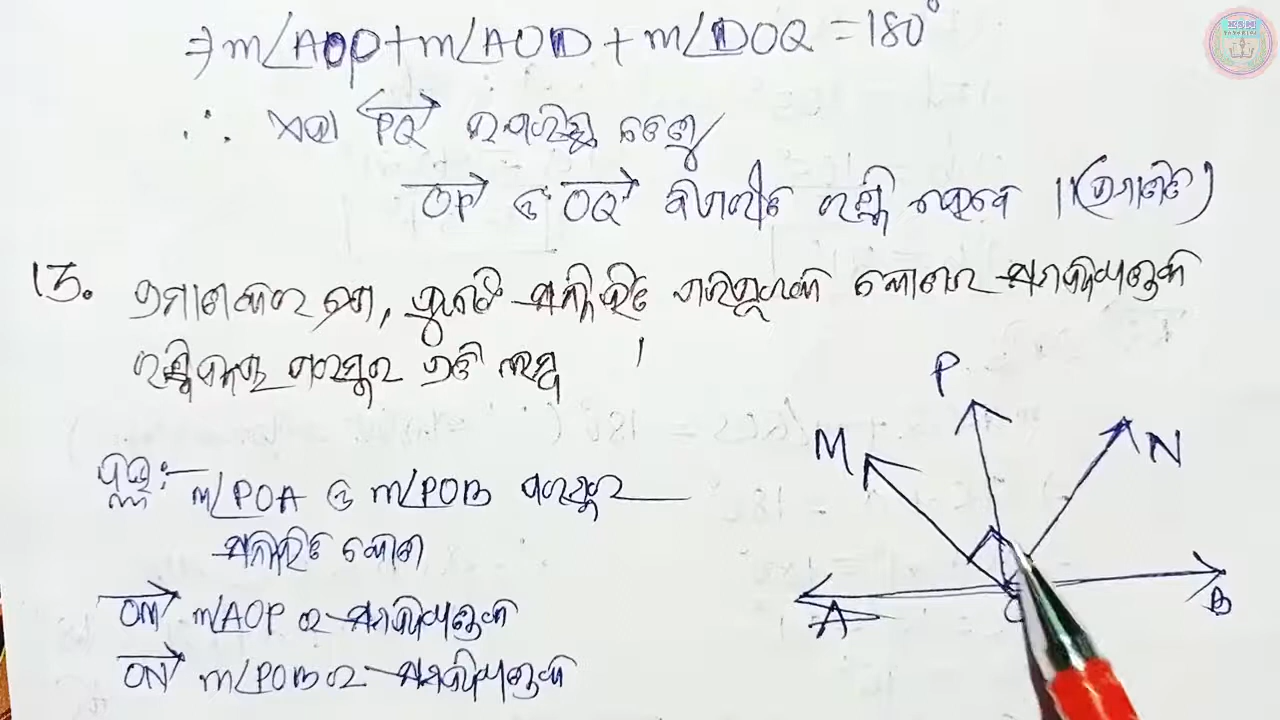 ⇒ m∠AOP + m∠AOD + m∠DOQ = 180°
∴ ଏଣୁ PQ ସରଳରେଖା ତେଣୁ
OP ଓ OQ ବିପରୀତ ରଶ୍ମି ହେବେ । (ପ୍ରମାଣିତ)
13. ପ୍ରମାଣ କର ଯେ, ଦୁଇଟି ସନ୍ନିହିତ ପରିପୂରକ କୋଣର ସମଦ୍ୱିଖଣ୍ଡକ
ରଶ୍ମିଦ୍ୱୟ ପରସ୍ପର ପ୍ରତି ଲମ୍ବ ।
m∠POA ଓ m∠POB ପରସ୍ପର
ସନ୍ନିହିତ କୋଣ
OM m∠AOP ର ସମଦ୍ୱିଖଣ୍ଡକ
ON m∠POB ର ସମଦ୍ୱିଖଣ୍ଡକ
P
M N
A B